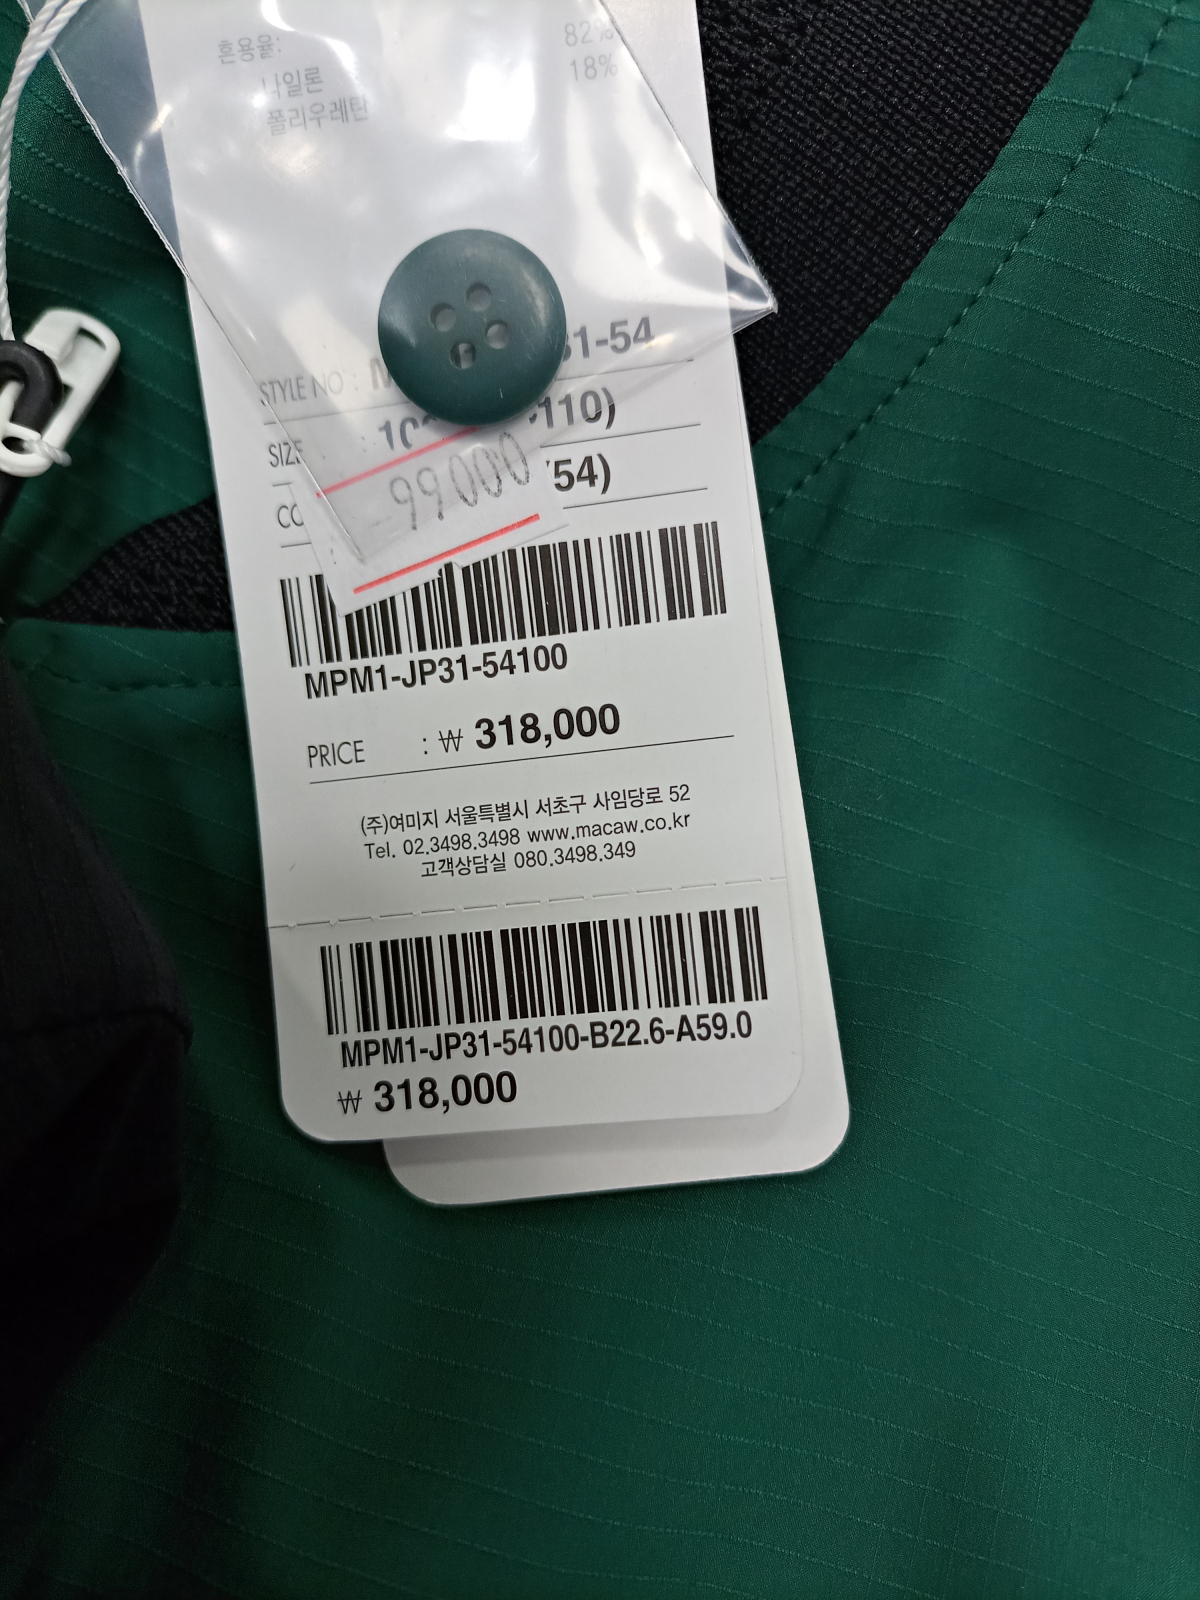 혼용율:
나일론 82%
폴리우레탄 18%
STYLE NO : M 31-54
SIZE : 110)
99,000
54)
MPM1-JP31-54100
PRICE : ₩ 318,000
(주)여미지 서울특별시 서초구 사임당로 52
Tel. 02.3498.3498 www.macaw.co.kr
고객상담실 080.3498.349
MPM1-JP31-54100-B22.6-A59.0
₩ 318,000